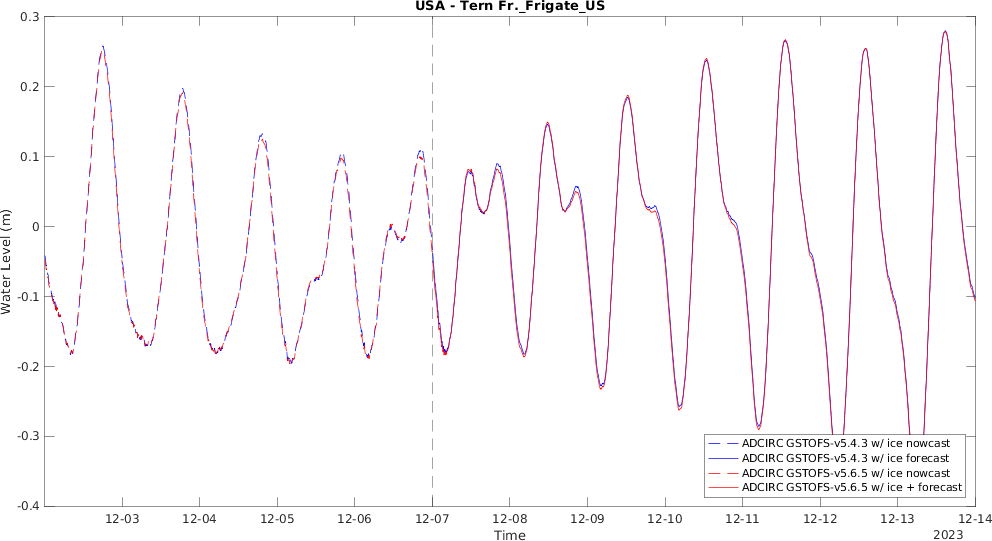 USA - Tern Fr._Frigate_US
0.3
0.2
0.1
0
-0.1
-0.2
-0.3
-0.4
Water Level (m)
ADCIRC GSTOFS-v5.4.3 w/ ice nowcast
ADCIRC GSTOFS-v5.4.3 w/ ice forecast
ADCIRC GSTOFS-v5.6.5 w/ ice nowcast
ADCIRC GSTOFS-v5.6.5 w/ ice + forecast
12-03 12-04 12-05 12-06 12-07 12-08 12-09 12-10 12-11 12-12 12-13 12-14
Time
2023